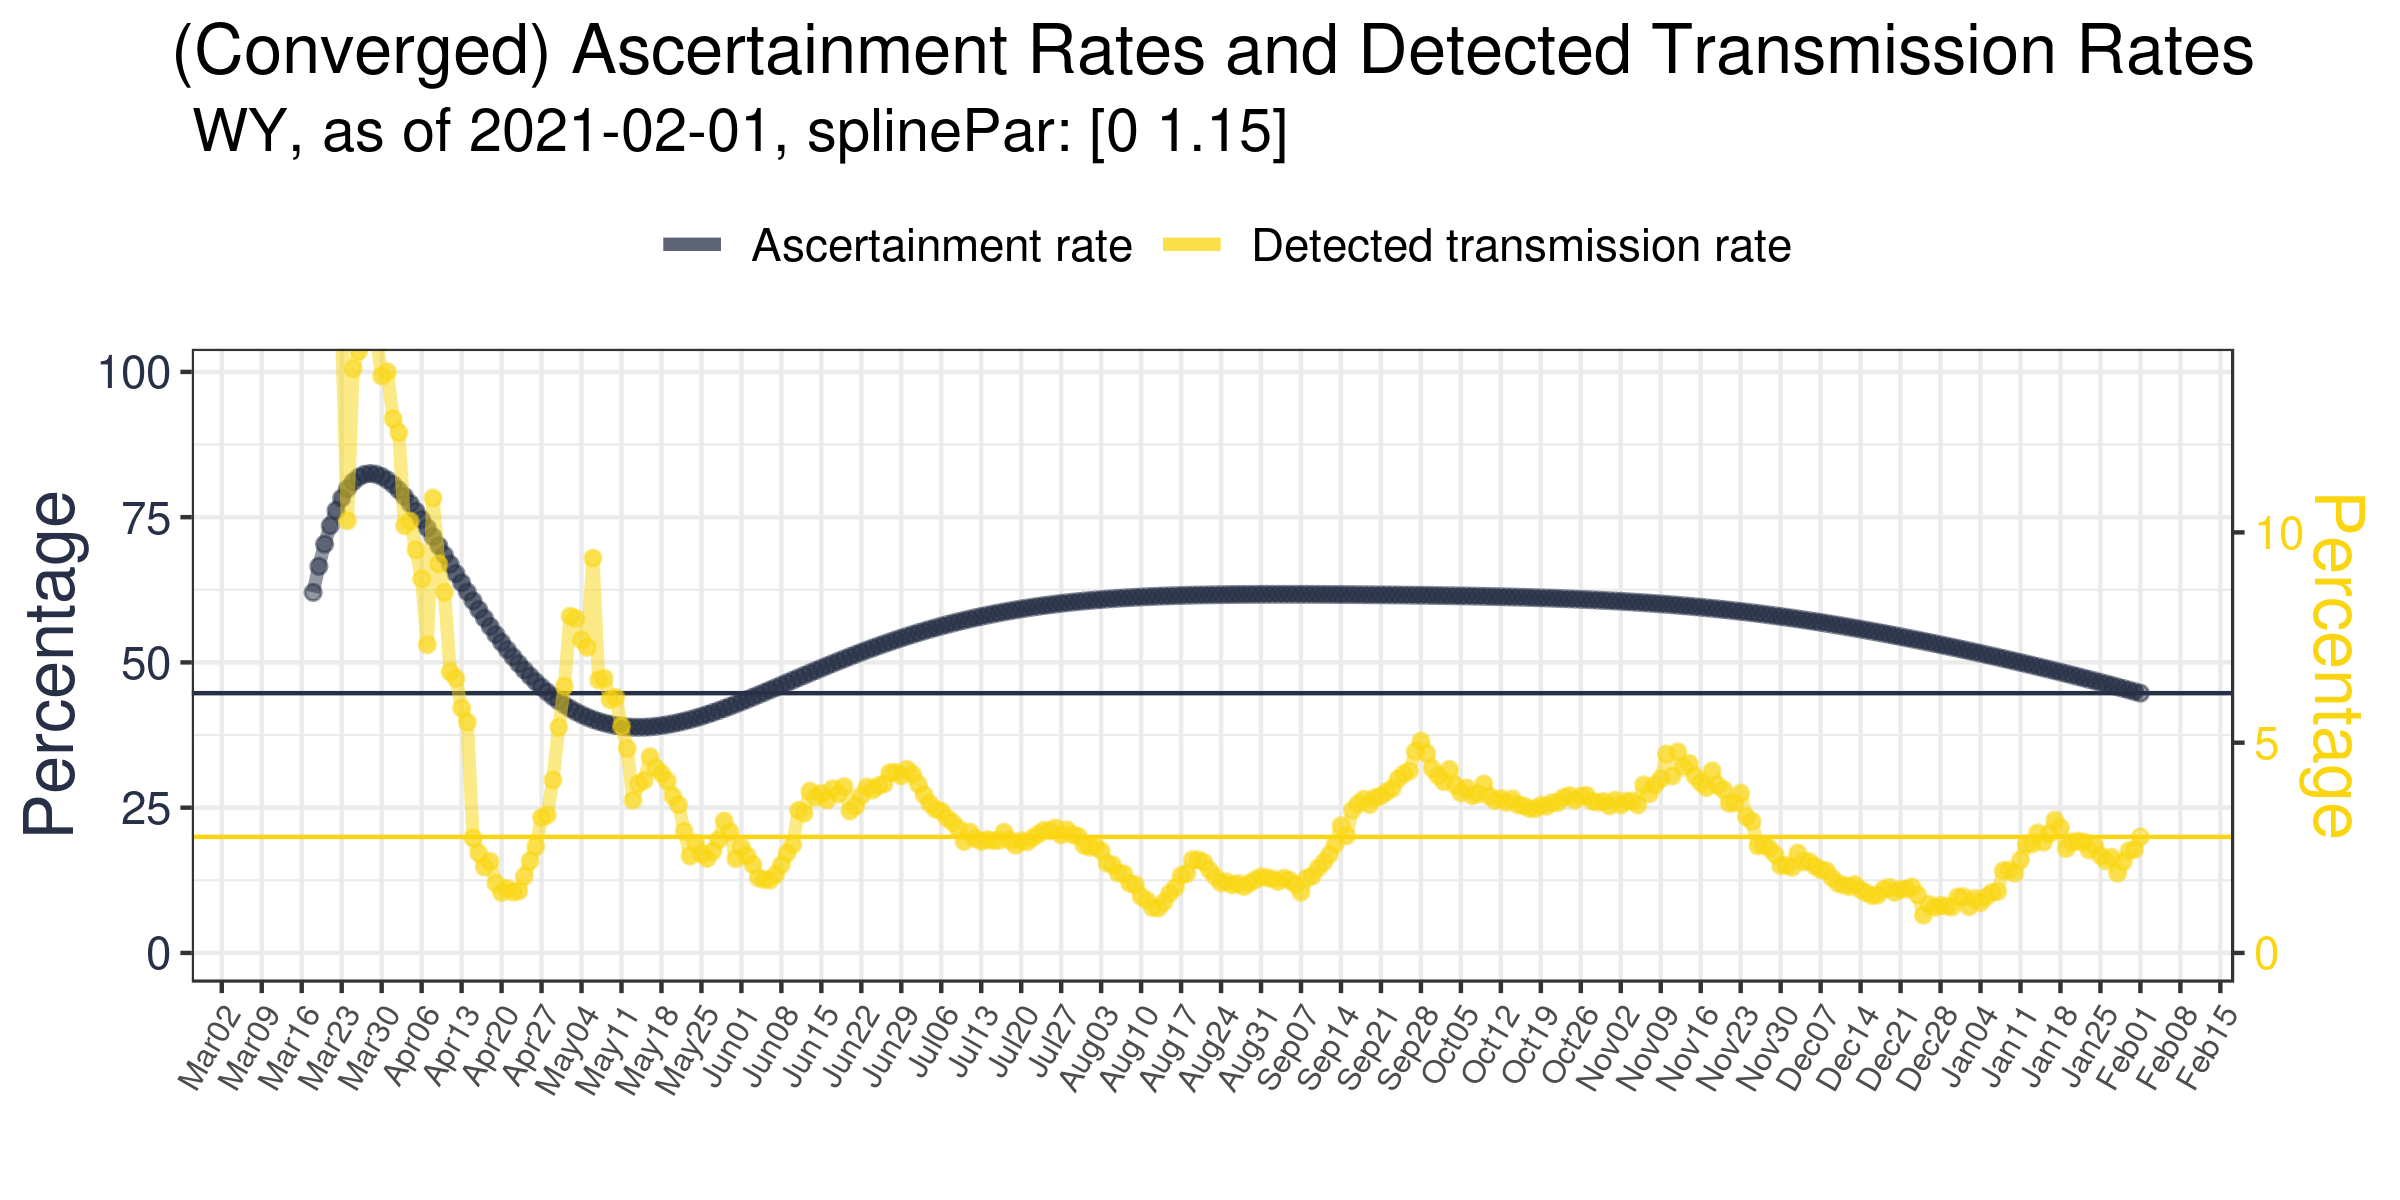 (Converged) Ascertainment Rates and Detected Transmission Rates
WY, as of 2021-02-01, splinePar: [0 1.15]
Ascertainment rate
Detected transmission rate
Percentage
100
75
50
25
0
10
5
0
Percentage
Mar02
Mar09
Mar16
Mar23
Mar30
Apr06
Apr13
Apr20
Apr27
May04
May11
May18
May25
Jun01
Jun08
Jun15
Jun22
Jun29
Jul06
Jul13
Jul20
Jul27
Aug03
Aug10
Aug17
Aug24
Aug31
Sep07
Sep14
Sep21
Sep28
Oct05
Oct12
Oct19
Oct26
Nov02
Nov09
Nov16
Nov23
Nov30
Dec07
Dec14
Dec21
Dec28
Jan04
Jan11
Jan18
Jan25
Feb01
Feb08
Feb15